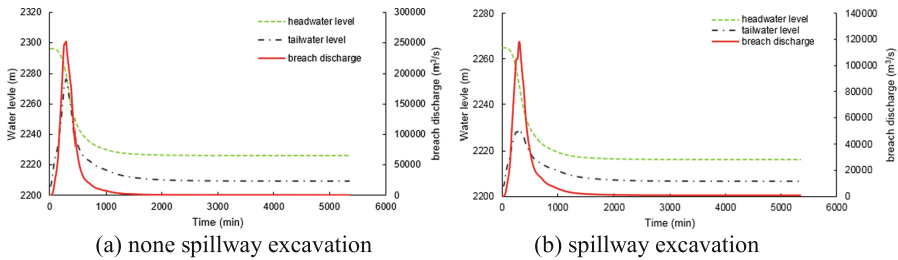 (a)
2320
2300
2280
2260
2240
2220
2200
Water levle (m)
0
1000
2000
3000
4000
5000
6000
Time (min)
300000
250000
200000
150000
100000
50000
0
breach discharge (m³/s)
headwater level
tailwater level
breach discharge
(a) none spillway excavation
(b)
2280
2260
2240
2220
2200
Water levle (m)
0
1000
2000
3000
4000
5000
6000
Time (min)
140000
120000
100000
80000
60000
40000
20000
0
breach discharge (m³/s)
headwater level
tailwater level
breach discharge
(b) spillway excavation